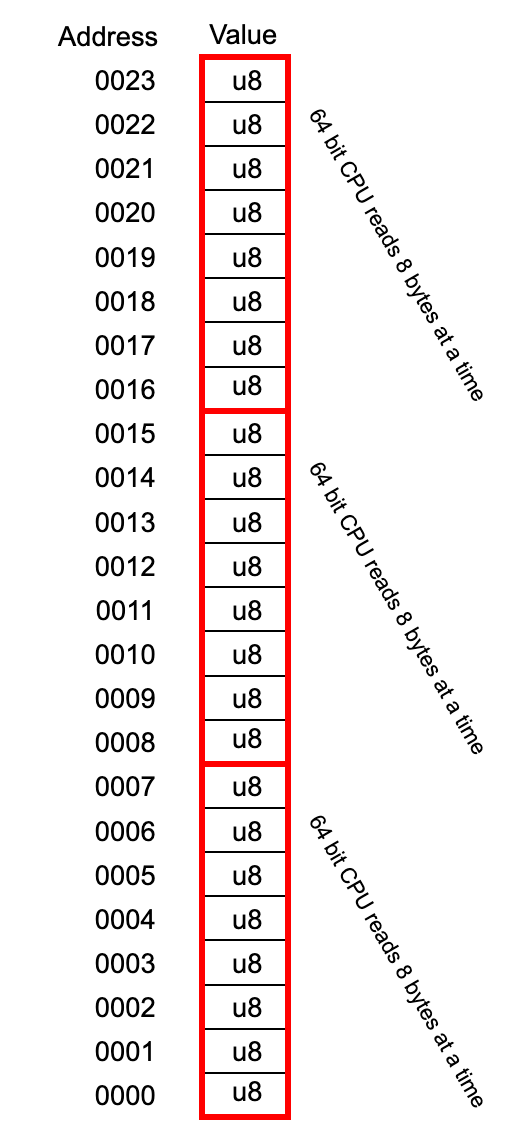 Address Value
0023 u8
0022 u8
0021 u8
0020 u8
0019 u8
0018 u8
0017 u8
0016 u8
64 bit CPU reads 8 bytes at a time
0015 u8
0014 u8
0013 u8
0012 u8
0011 u8
0010 u8
0009 u8
0008 u8
64 bit CPU reads 8 bytes at a time
0007 u8
0006 u8
0005 u8
0004 u8
0003 u8
0002 u8
0001 u8
0000 u8
64 bit CPU reads 8 bytes at a time